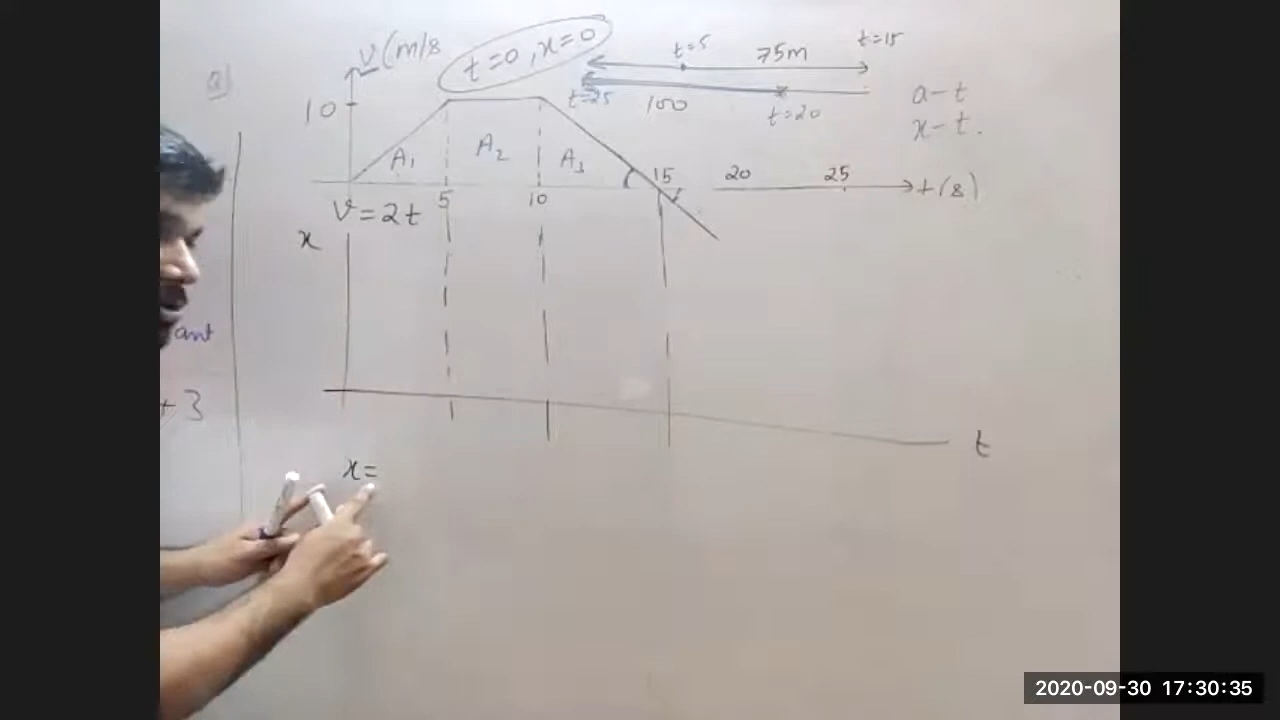 a)
V (m/s
t=0, x=0
t=5
75m
t=15
t=25
100
t=20
a-t
x-t.
10
A1
A2
A3
15
20
25
t(s)
5
10
V=2t
x
ant
+ 3
t
x=
2020-09-30 17:30:35